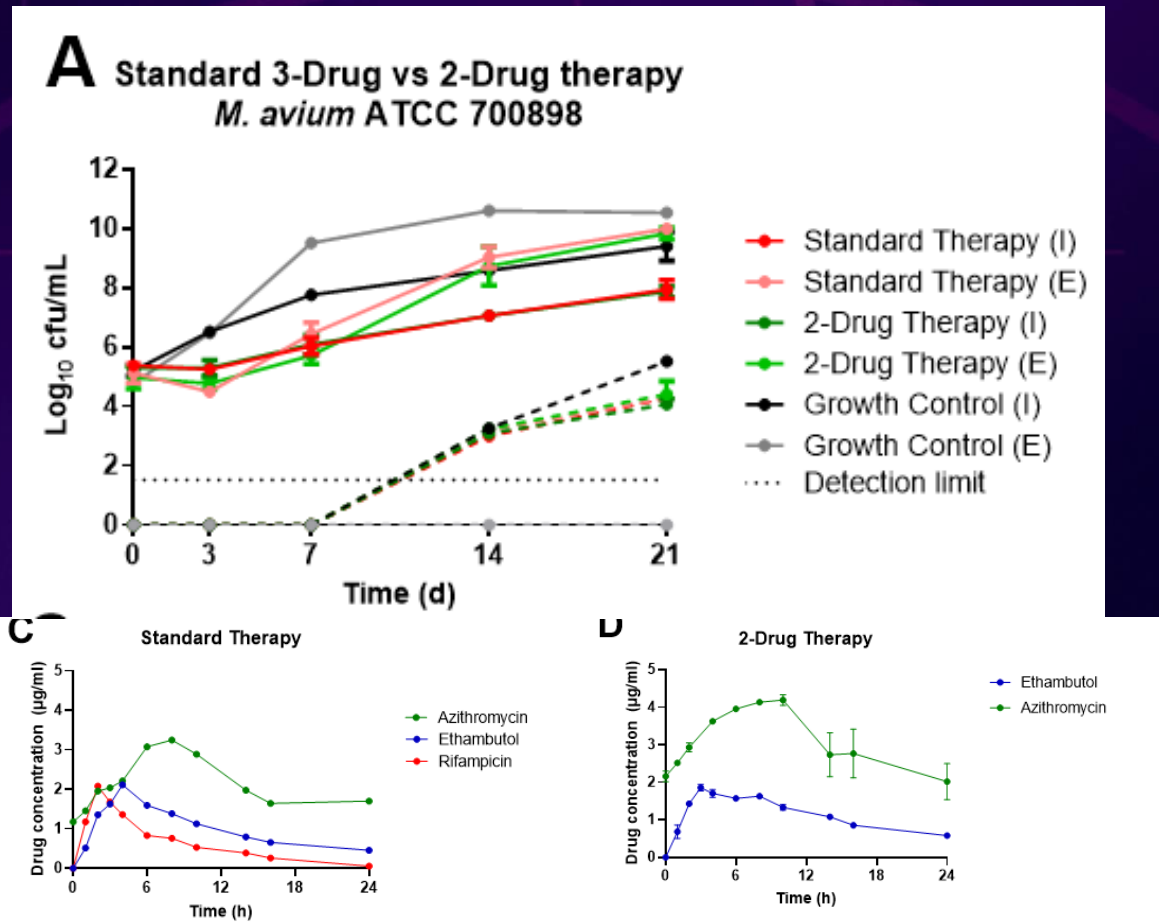 A
Standard 3-Drug vs 2-Drug therapy
M. avium ATCC 700898
Log10 cfu/mL
12
10
8
6
4
2
0
0 3 7 14 21
Time (d)
Standard Therapy (I)
Standard Therapy (E)
2-Drug Therapy (I)
2-Drug Therapy (E)
Growth Control (I)
Growth Control (E)
Detection limit
C
Standard Therapy
Drug concentration (µg/ml)
5
4
3
2
1
0
0 6 12 18 24
Time (h)
Azithromycin
Ethambutol
Rifampicin
D
2-Drug Therapy
Drug concentration (µg/ml)
5
4
3
2
1
0
0 6 12 18 24
Time (h)
Ethambutol
Azithromycin